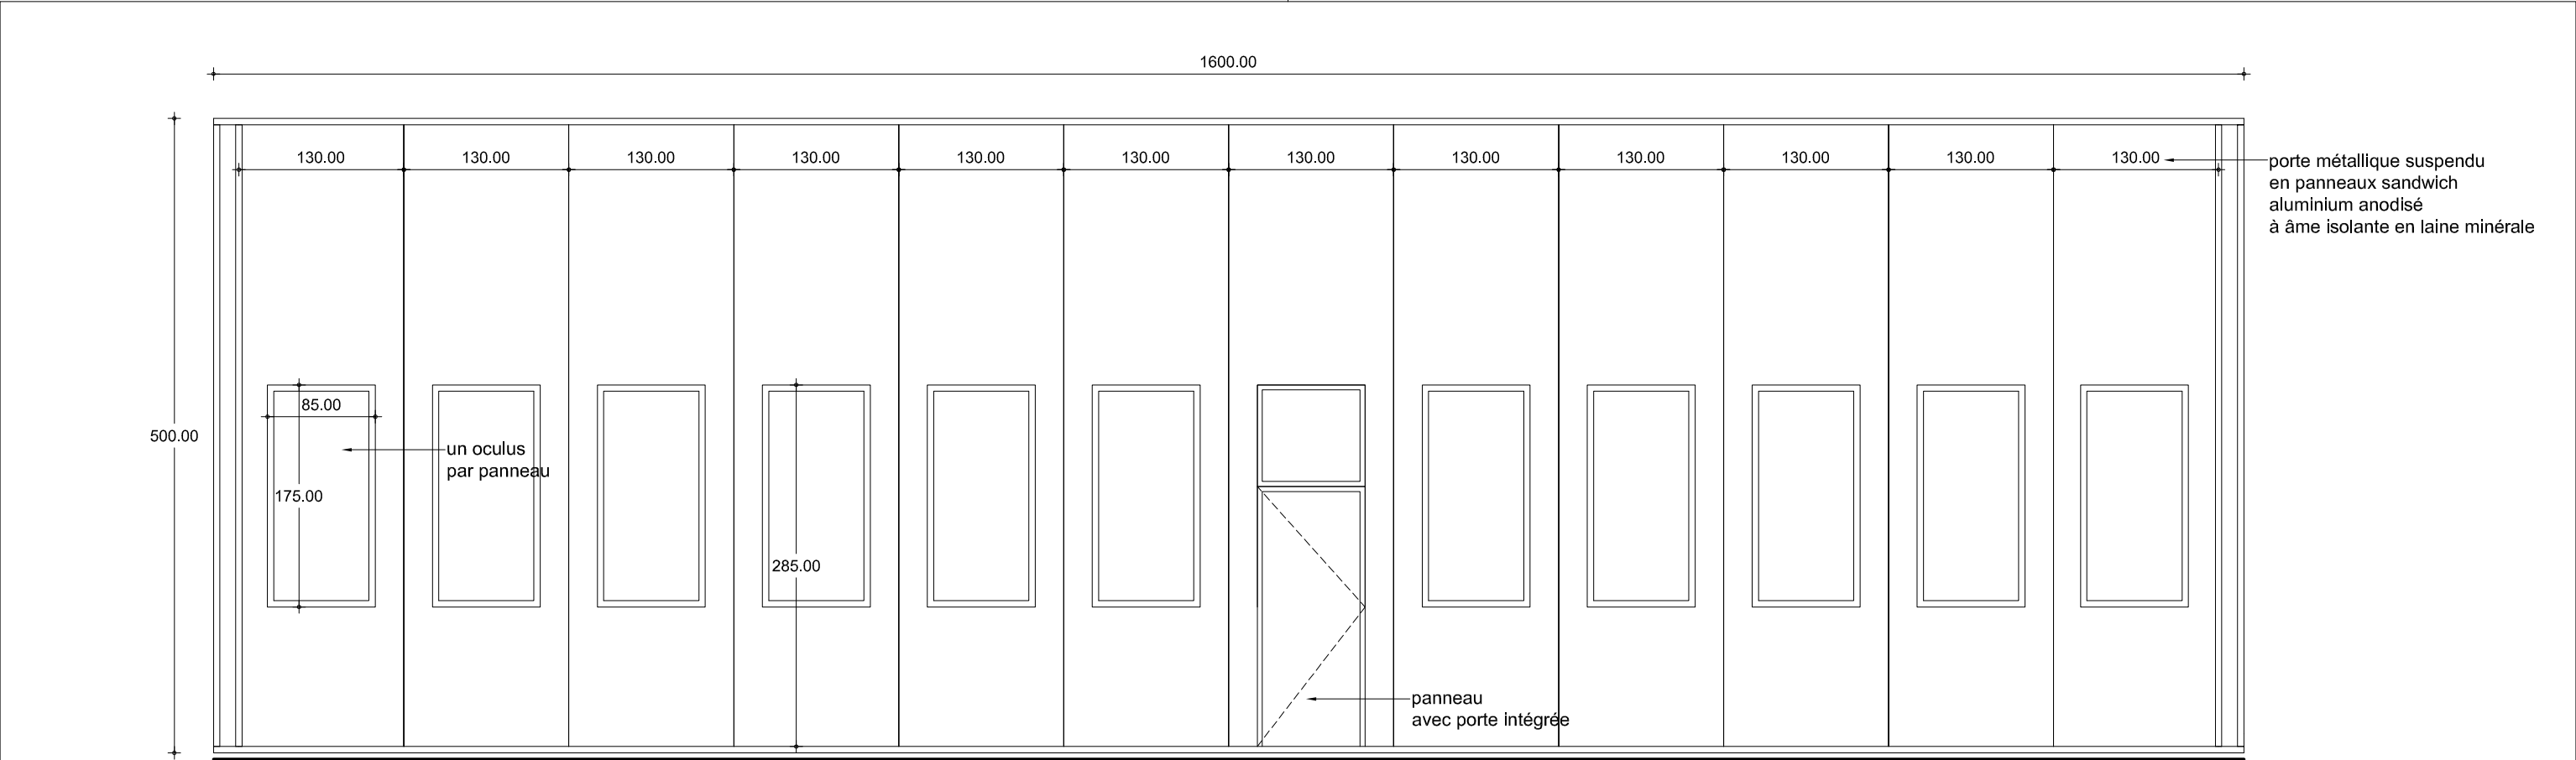 1600.00
130.00 130.00 130.00 130.00 130.00 130.00 130.00 130.00 130.00 130.00 130.00 130.00
porte métallique suspendu
en panneaux sandwich
aluminium anodisé
à âme isolante en laine minérale
85.00
500.00
un oculus
par panneau
175.00
285.00
panneau
avec porte intégrée